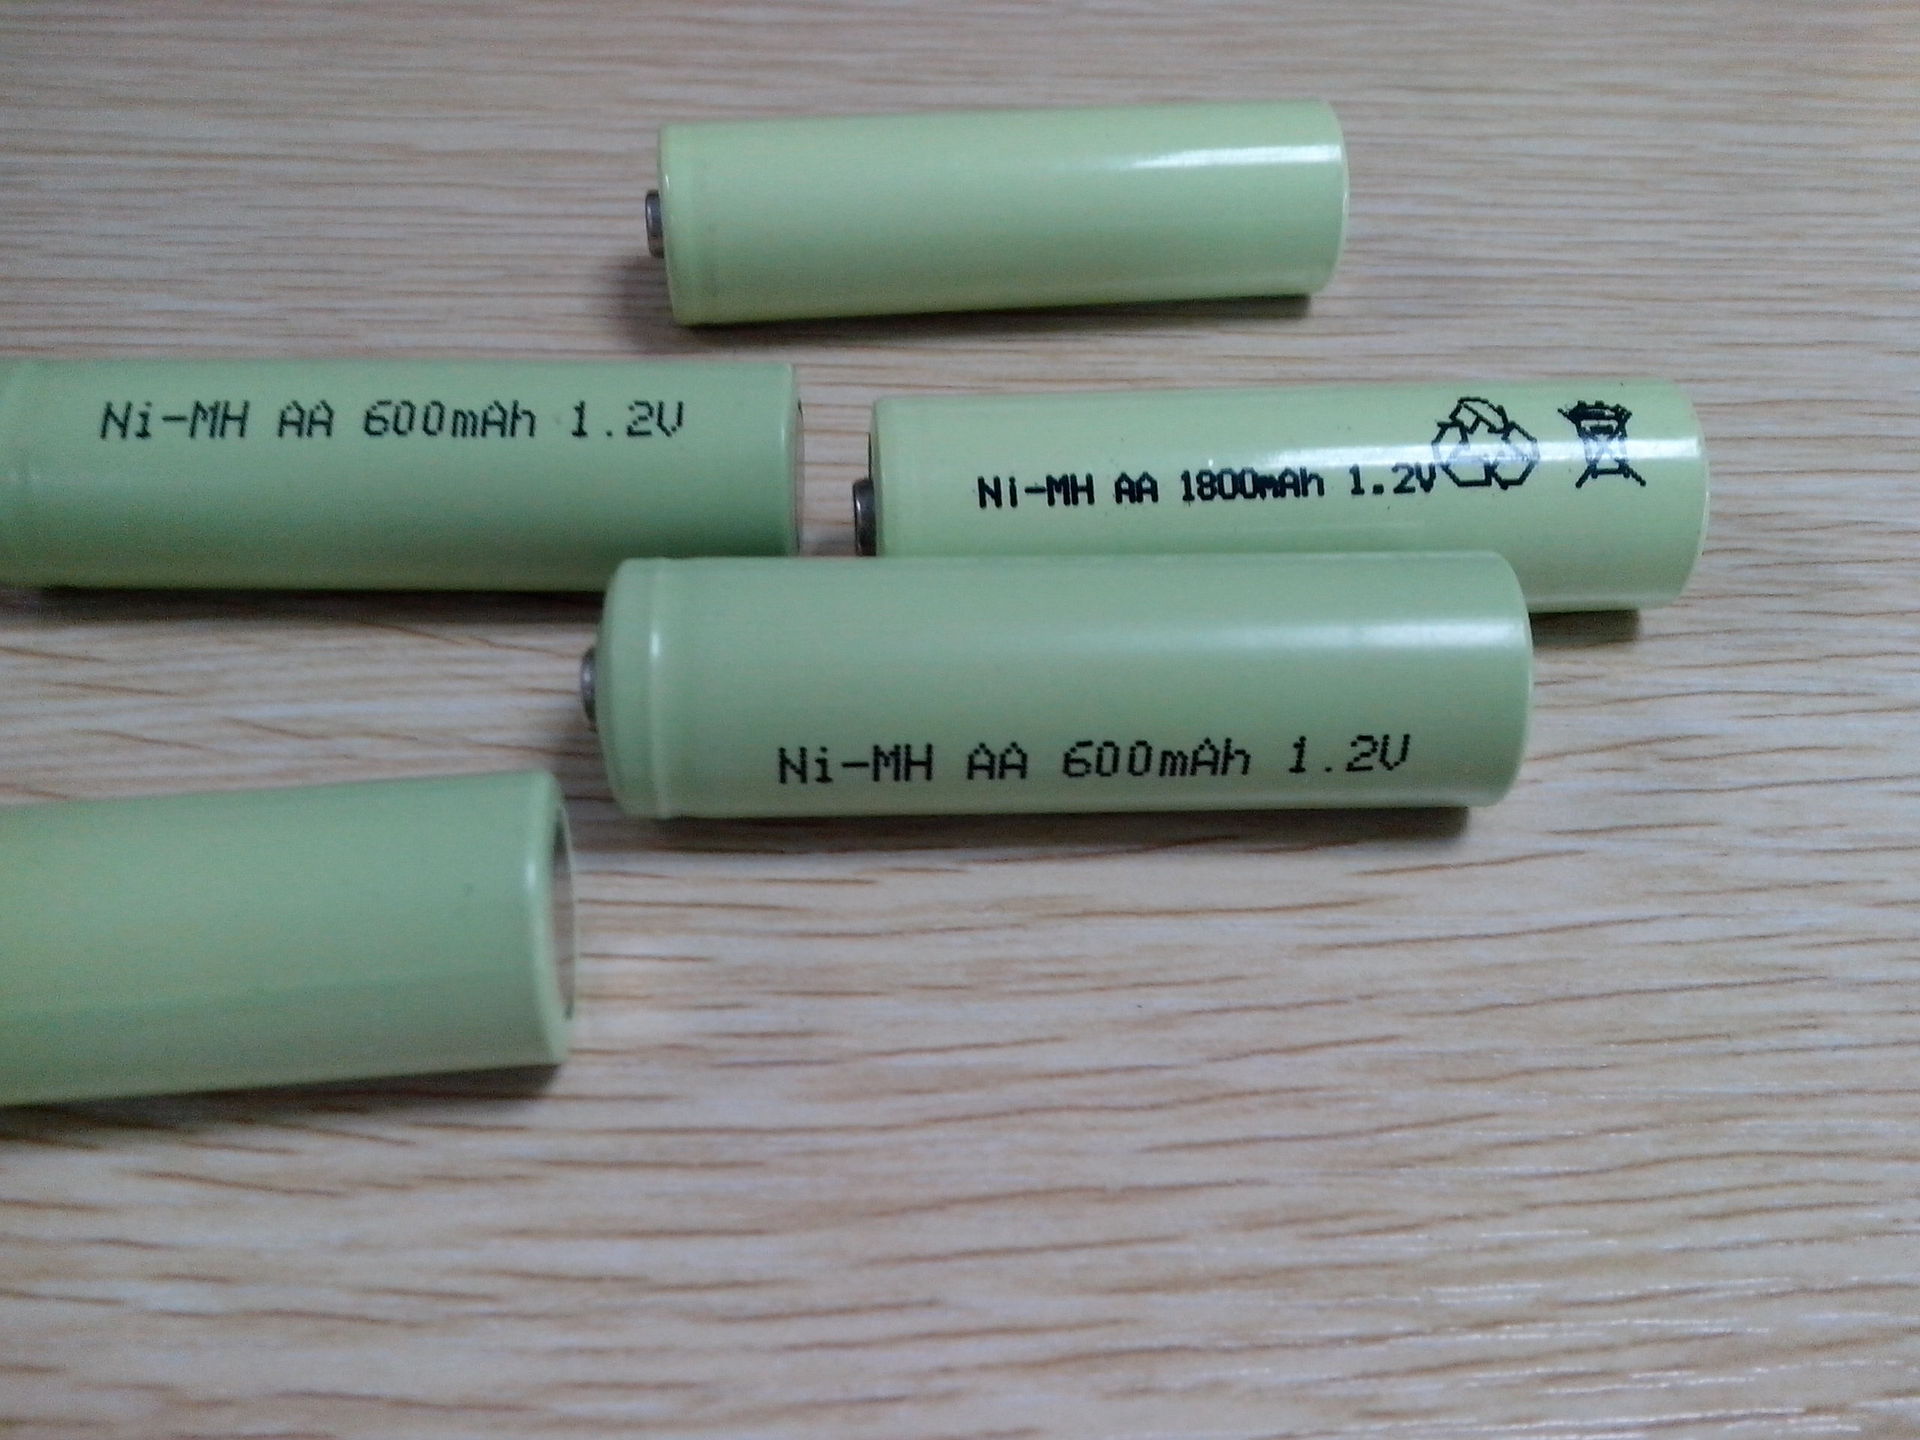 Ni-MH AA 600mAh 1.2V
Ni-MH AA 1800mAh 1.2V
Ni-MH AA 600mAh 1.2V